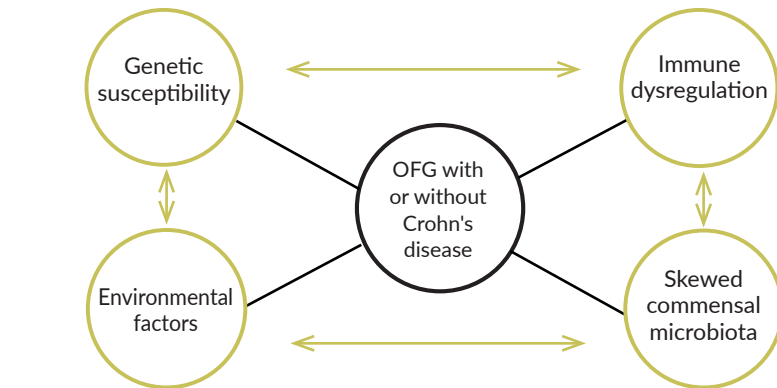 Genetic
susceptibility
Immune
dysregulation
OFG with
or without
Crohn's
disease
Environmental
factors
Skewed
commensal
microbiota